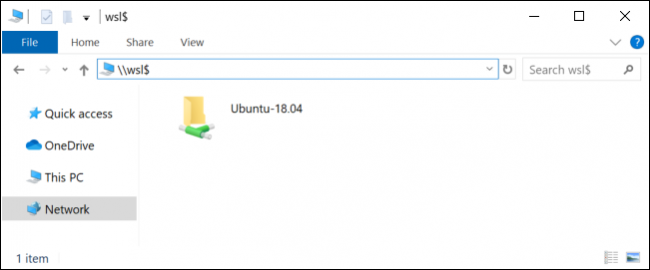 wsl$
File Home Share View
\\wsl$ Search wsl$
Quick access
Ubuntu-18.04
OneDrive
This PC
Network
1 item